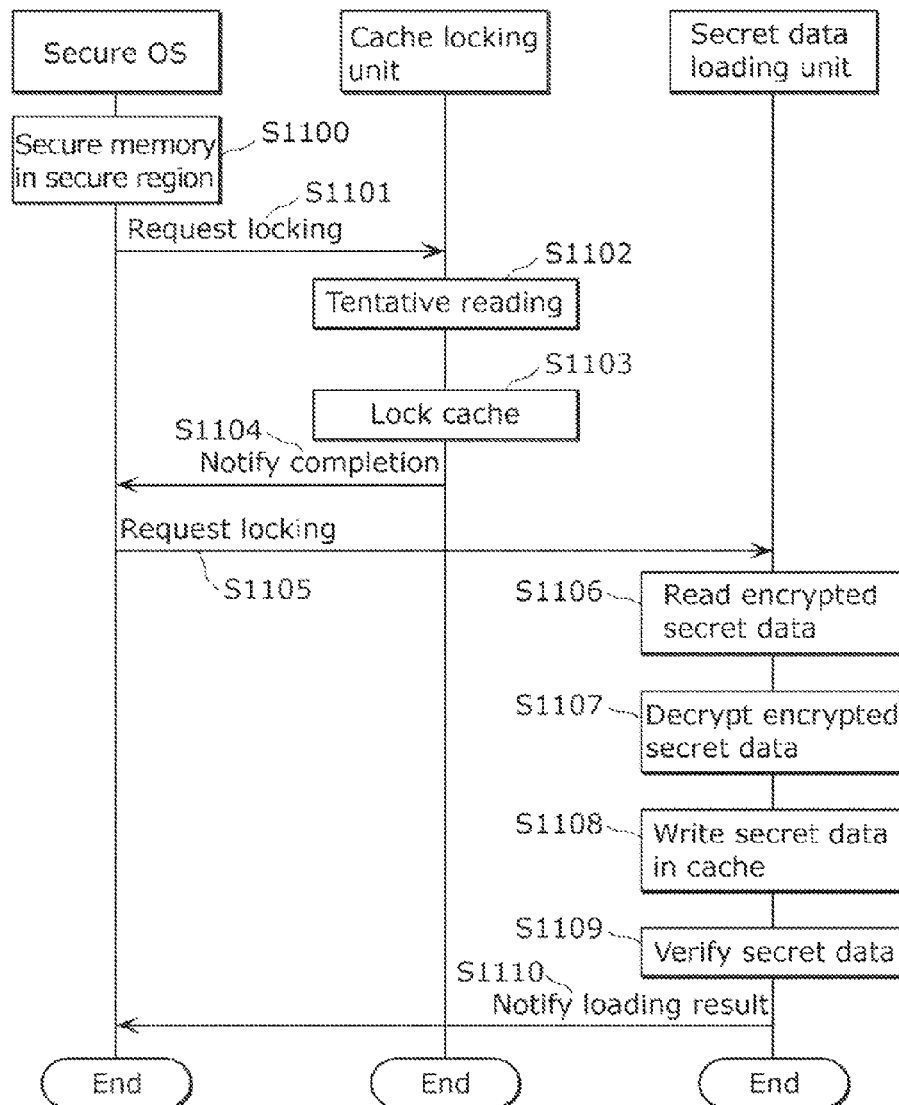 Secure OS
Cache locking
unit
Secret data
loading unit
Secure memory
in secure region
S1100
S1101
Request locking
S1102
Tentative reading
S1103
Lock cache
S1104
Notify completion
Request locking
S1105
S1106
Read encrypted
secret data
S1107
Decrypt encrypted
secret data
S1108
Write secret data
in cache
S1109
Verify secret data
S1110
Notify loading result
End
End
End